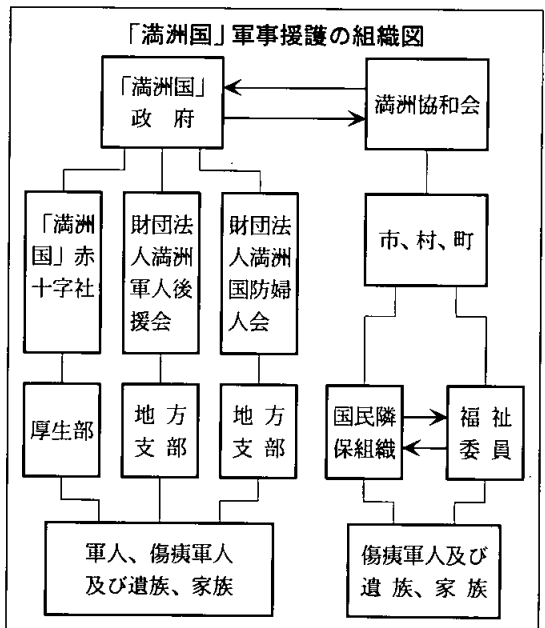 「満洲国」軍事援護の組織図
「満洲国」
政 府
満洲協和会
「満洲
国」赤
十字社
財団法
人満洲
軍人後
援会
財団法
人満洲
国防婦
人会
市、村、町
厚生部
地 方
支 部
地 方
支 部
国民隣
保組織
福 祉
委 員
軍人、傷痍軍人
及び遺族、家族
傷痍軍人及び
遺 族、家 族